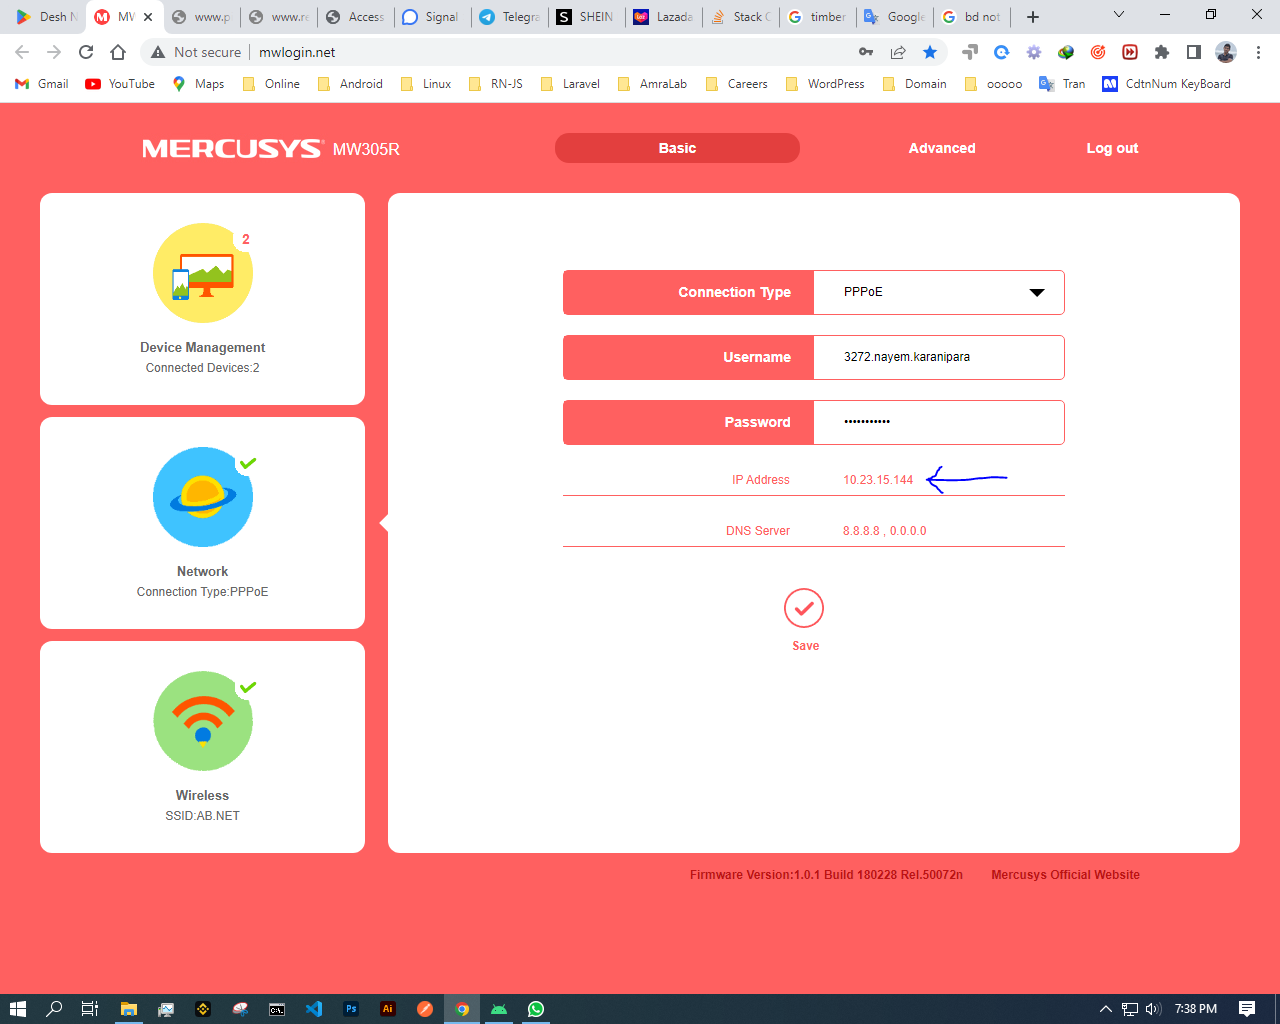 Desh N
MW
www.p
www.re
Access
Signal
Telegra
SHEIN
Lazada
Stack O
timber
Google
bd not
Not secure
mwlogin.net
Gmail
YouTube
Maps
Online
Android
Linux
RN-JS
Laravel
AmraLab
Careers
WordPress
Domain
ooooo
Tran
CdtnNum KeyBoard
MERCUSYS MW305R
Basic
Advanced
Log out
2
Device Management
Connected Devices:2
Network
Connection Type:PPPoE
Wireless
SSID:AB.NET
Connection Type PPPoE
Username 3272.nayem.karanipara
Password •••••••••••
IP Address 10.23.15.144
DNS Server 8.8.8.8 , 0.0.0.0
Save
Firmware Version:1.0.1 Build 180228 Rel.50072n
Mercusys Official Website
7:38 PM